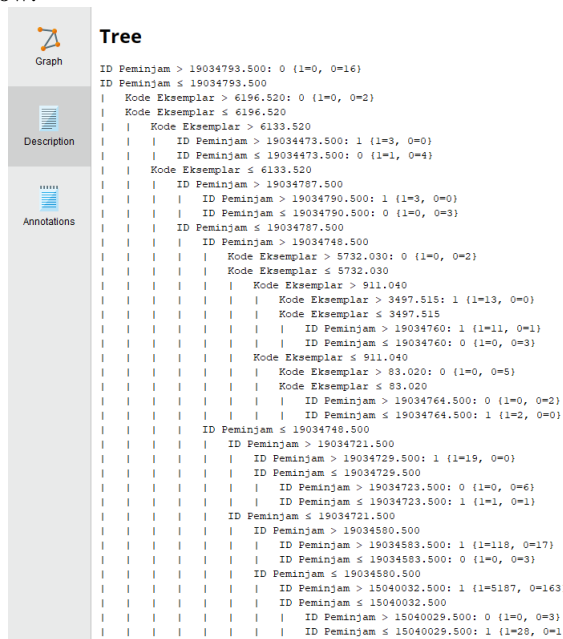 Tree
Graph
Description
Annotations
ID Peminjam > 19034793.500: 0 {1=0, 0=16}
ID Peminjam ≤ 19034793.500
|   Kode Eksemplar > 6196.520: 0 {1=0, 0=2}
|   Kode Eksemplar ≤ 6196.520
|   |   Kode Eksemplar > 6133.520
|   |   |   ID Peminjam > 19034473.500: 1 {1=3, 0=0}
|   |   |   ID Peminjam ≤ 19034473.500: 0 {1=1, 0=4}
|   |   Kode Eksemplar ≤ 6133.520
|   |   |   ID Peminjam > 19034787.500
|   |   |   |   ID Peminjam > 19034790.500: 1 {1=3, 0=0}
|   |   |   |   ID Peminjam ≤ 19034790.500: 0 {1=0, 0=3}
|   |   |   ID Peminjam ≤ 19034787.500
|   |   |   |   ID Peminjam > 19034748.500
|   |   |   |   |   Kode Eksemplar > 5732.030: 0 {1=0, 0=2}
|   |   |   |   |   Kode Eksemplar ≤ 5732.030
|   |   |   |   |   |   Kode Eksemplar > 911.040
|   |   |   |   |   |   |   Kode Eksemplar > 3497.515: 1 {1=13, 0=0}
|   |   |   |   |   |   |   Kode Eksemplar ≤ 3497.515
|   |   |   |   |   |   |   |   ID Peminjam > 19034760: 1 {1=11, 0=1}
|   |   |   |   |   |   |   |   ID Peminjam ≤ 19034760: 0 {1=0, 0=3}
|   |   |   |   |   |   Kode Eksemplar ≤ 911.040
|   |   |   |   |   |   |   Kode Eksemplar > 83.020: 0 {1=0, 0=5}
|   |   |   |   |   |   |   Kode Eksemplar ≤ 83.020
|   |   |   |   |   |   |   |   ID Peminjam > 19034764.500: 0 {1=0, 0=2}
|   |   |   |   |   |   |   |   ID Peminjam ≤ 19034764.500: 1 {1=2, 0=0}
|   |   |   |   ID Peminjam ≤ 19034748.500
|   |   |   |   |   ID Peminjam > 19034721.500
|   |   |   |   |   |   ID Peminjam > 19034729.500: 1 {1=19, 0=0}
|   |   |   |   |   |   ID Peminjam ≤ 19034729.500
|   |   |   |   |   |   |   ID Peminjam > 19034723.500: 0 {1=0, 0=6}
|   |   |   |   |   |   |   ID Peminjam ≤ 19034723.500: 1 {1=1, 0=1}
|   |   |   |   |   ID Peminjam ≤ 19034721.500
|   |   |   |   |   |   ID Peminjam > 19034580.500
|   |   |   |   |   |   |   ID Peminjam > 19034583.500: 1 {1=118, 0=17}
|   |   |   |   |   |   |   ID Peminjam ≤ 19034583.500: 0 {1=0, 0=3}
|   |   |   |   |   |   ID Peminjam ≤ 19034580.500
|   |   |   |   |   |   |   ID Peminjam > 15040032.500: 1 {1=5187, 0=163
|   |   |   |   |   |   |   ID Peminjam ≤ 15040032.500
|   |   |   |   |   |   |   |   ID Peminjam > 15040029.500: 0 {1=0, 0=3}
|   |   |   |   |   |   |   |   ID Peminjam ≤ 15040029.500: 1 {1=28, 0=1